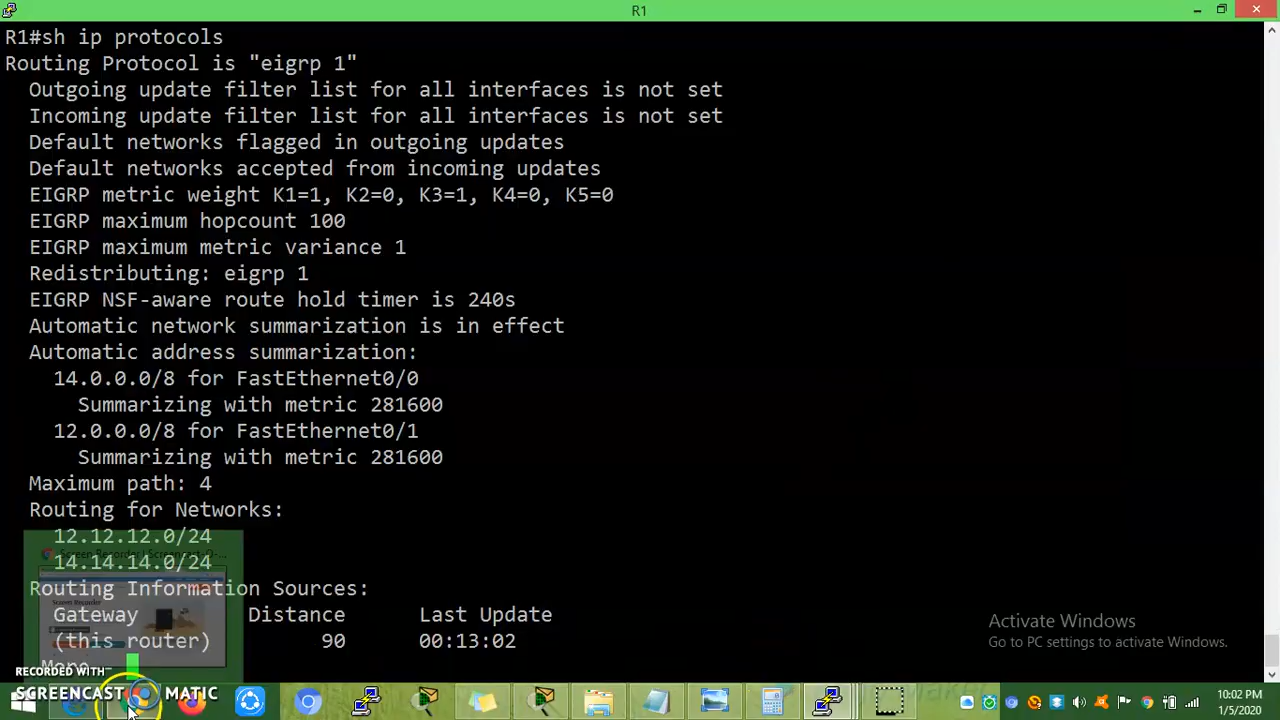 R1
R1#sh ip protocols
Routing Protocol is "eigrp 1"
Outgoing update filter list for all interfaces is not set
Incoming update filter list for all interfaces is not set
Default networks flagged in outgoing updates
Default networks accepted from incoming updates
EIGRP metric weight K1=1, K2=0, K3=1, K4=0, K5=0
EIGRP maximum hopcount 100
EIGRP maximum metric variance 1
Redistributing: eigrp 1
EIGRP NSF-aware route hold timer is 240s
Automatic network summarization is in effect
Automatic address summarization:
14.0.0.0/8 for FastEthernet0/0
Summarizing with metric 281600
12.0.0.0/8 for FastEthernet0/1
Summarizing with metric 281600
Maximum path: 4
Routing for Networks:
12.12.12.0/24
Screen Recorder | Screencast-O-...
14.14.14.0/24
Routing Information Sources:
Screen Recorder
Gateway Distance Last Update
(this router) 90 00:13:02
More
Activate Windows
Go to PC settings to activate Windows.
RECORDED WITH
SCREENCAST MATIC
10:02 PM
1/5/2020